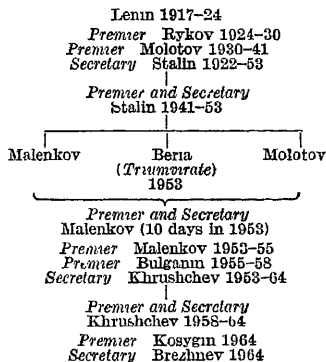 Lenin 1917–24
Premier Rykov 1924–30
Premier Molotov 1930–41
Secretary Stalin 1922–53
Premier and Secretary
Stalin 1941–53
Malenkov Beria Molotov
(Triumvirate)
1953
Premier and Secretary
Malenkov (10 days in 1953)
Premier Malenkov 1953–55
Premier Bulganin 1955–58
Secretary Khrushchev 1953–64
Premier and Secretary
Khrushchev 1958–64
Premier Kosygin 1964
Secretary Brezhnev 1964